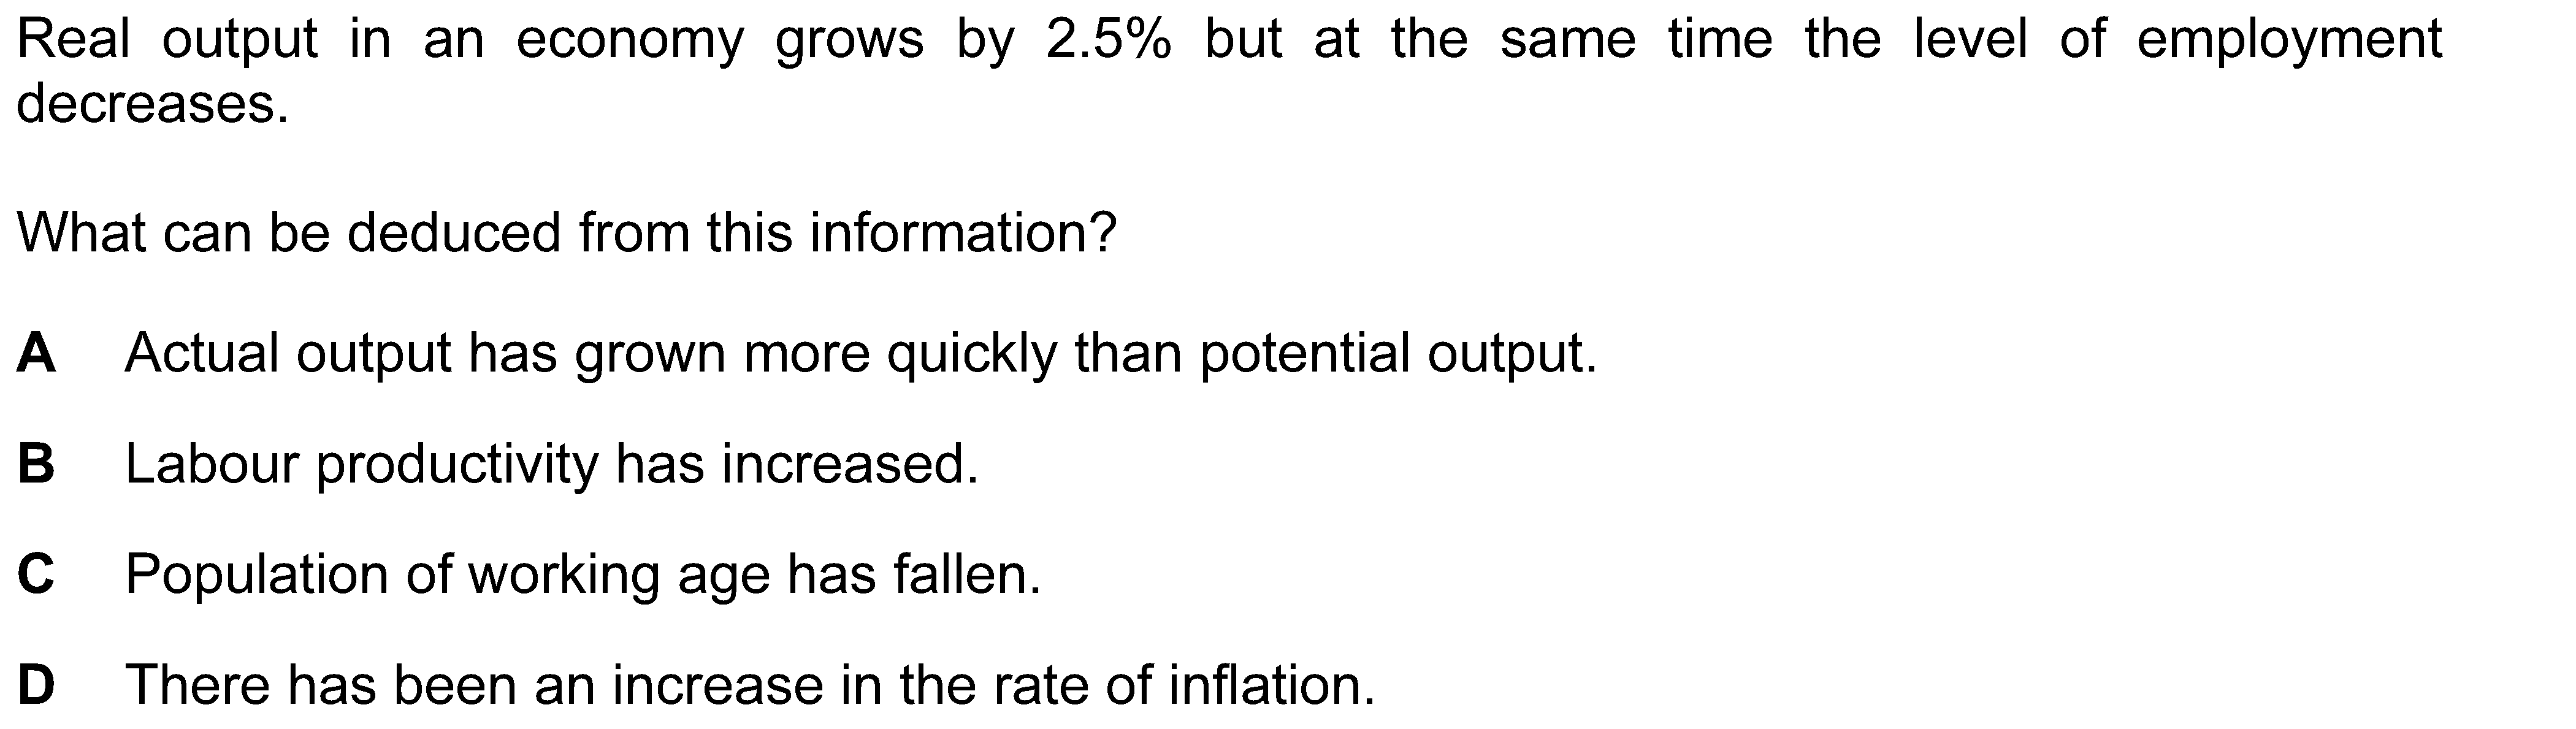 Real output in an economy grows by 2.5% but at the same time the level of employment
decreases.
What can be deduced from this information?
A Actual output has grown more quickly than potential output.
B Labour productivity has increased.
C Population of working age has fallen.
D There has been an increase in the rate of inflation.